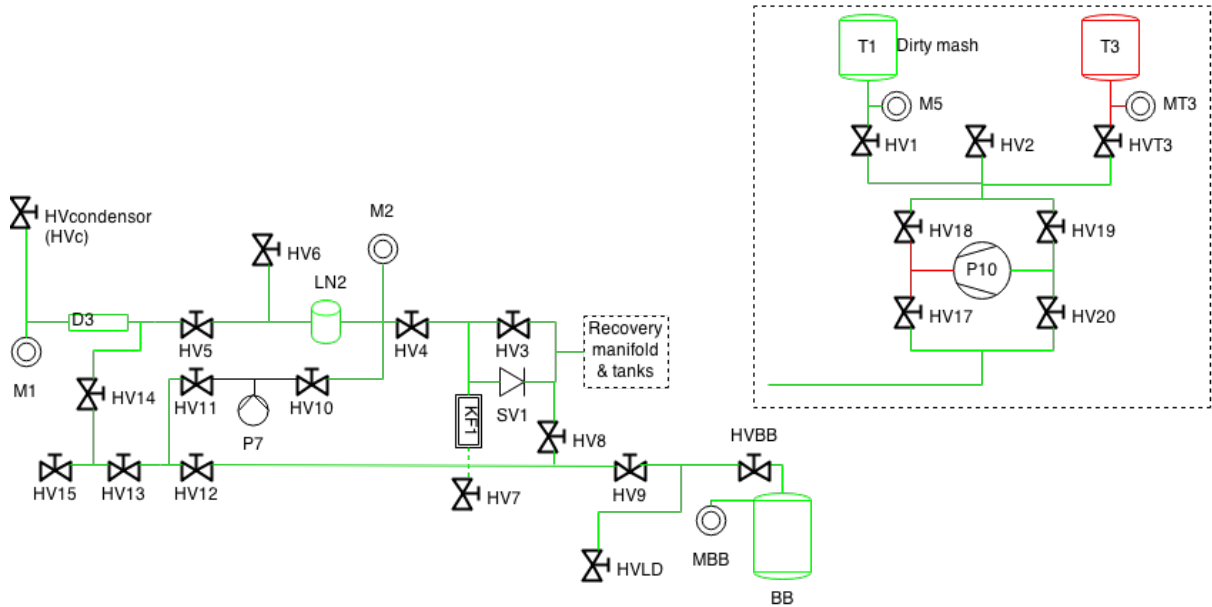 T1
Dirty mash
T3
M5
MT3
HV1
HV2
HVT3
HVcondensor
(HVc)
M2
HV6
HV18
HV19
P10
LN2
D3
HV17
HV20
HV5
HV4
HV3
Recovery
manifold
& tanks
M1
HV14
HV11
HV10
P7
KF1
SV1
HV8
HVBB
HV15
HV13
HV12
HV7
HV9
MBB
HVLD
BB